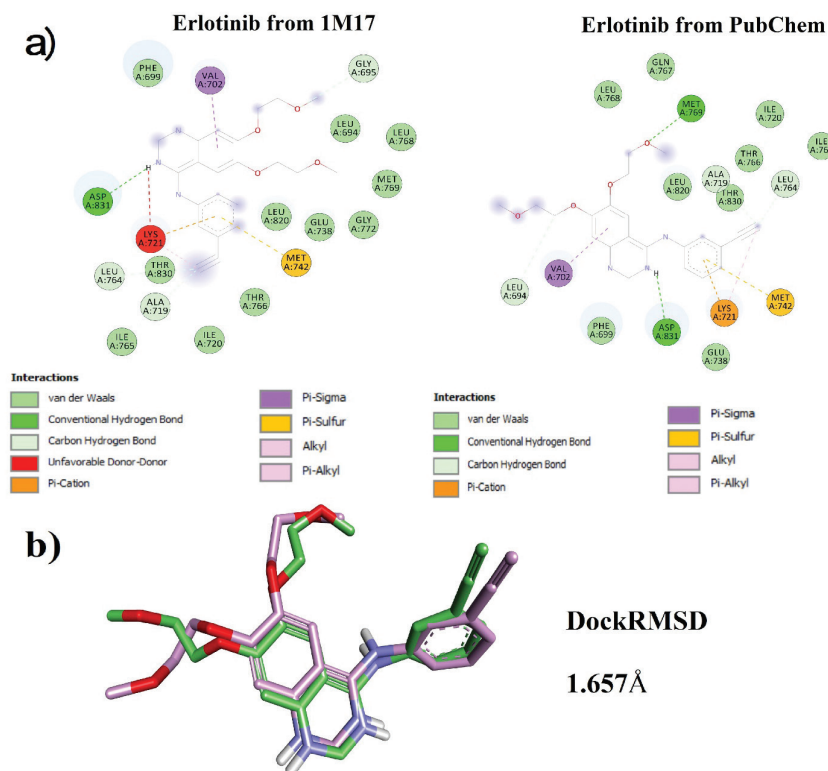 a)
Erlotinib from 1M17
Erlotinib from PubChem
PHE
A:699
VAL
A:702
GLY
A:695
LEU
A:694
LEU
A:768
MET
A:769
ASP
A:831
LYS
A:721
LEU
A:820
GLU
A:738
GLY
A:772
MET
A:742
LEU
A:764
THR
A:830
ALA
A:719
THR
A:766
ILE
A:765
ILE
A:720
N
N
N
H
O
O
O
O
GLN
A:767
LEU
A:768
MET
A:769
ILE
A:720
THR
A:766
ALA
A:719
LEU
A:820
THR
A:830
LEU
A:764
VAL
A:702
LEU
A:694
PHE
A:699
ASP
A:831
LYS
A:721
MET
A:742
GLU
A:738
O
O
O
O
N
N
N
H
Interactions
van der Waals
Conventional Hydrogen Bond
Carbon Hydrogen Bond
Unfavorable Donor-Donor
Pi-Cation
Pi-Sigma
Pi-Sulfur
Alkyl
Pi-Alkyl
Interactions
van der Waals
Conventional Hydrogen Bond
Carbon Hydrogen Bond
Pi-Cation
Pi-Sigma
Pi-Sulfur
Alkyl
Pi-Alkyl
b)
DockRMSD
1.657Å